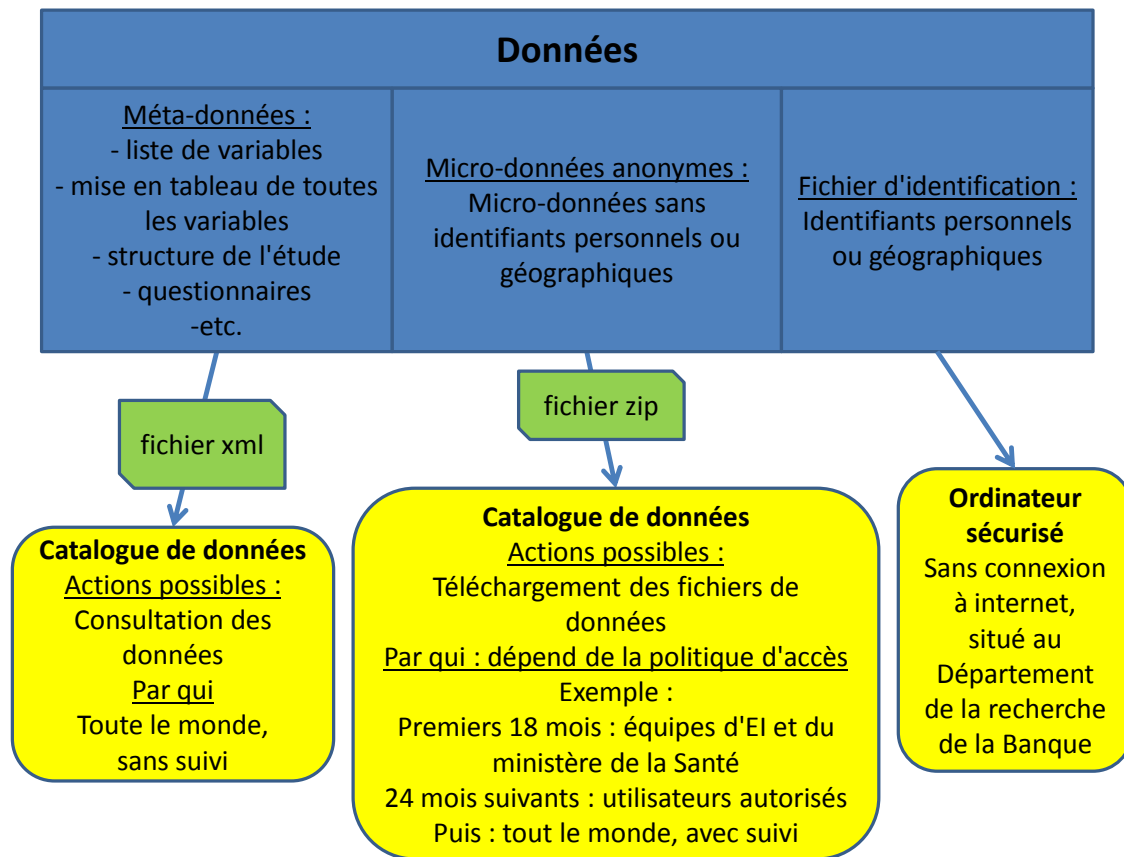 Données
Méta-données :
- liste de variables
- mise en tableau de toutes
les variables
- structure de l'étude
- questionnaires
-etc.
Micro-données anonymes :
Micro-données sans
identifiants personnels ou
géographiques
Fichier d'identification :
Identifiants personnels
ou géographiques
fichier xml
fichier zip
Catalogue de données
Actions possibles :
Consultation des
données
Par qui
Toute le monde,
sans suivi
Catalogue de données
Actions possibles :
Téléchargement des fichiers de
données
Par qui : dépend de la politique d'accès
Exemple :
Premiers 18 mois : équipes d'EI et du
ministère de la Santé
24 mois suivants : utilisateurs autorisés
Puis : tout le monde, avec suivi
Ordinateur
sécurisé
Sans connexion
à internet,
situé au
Département
de la recherche
de la Banque